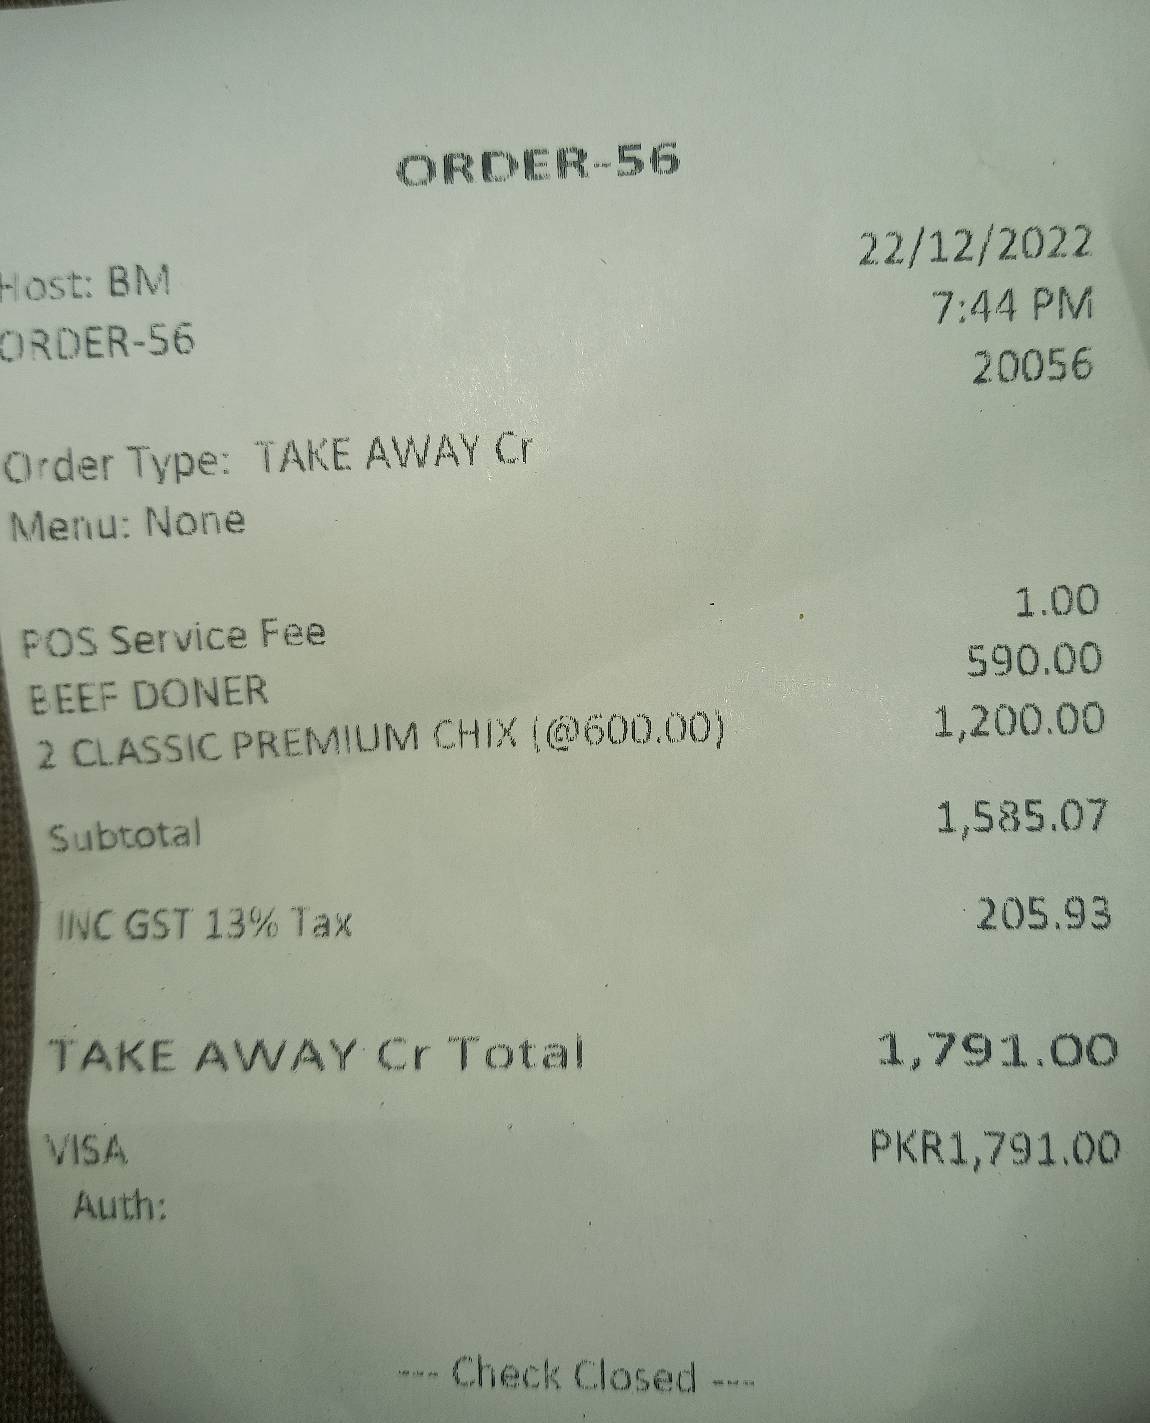 ORDER-56
22/12/2022
Host: BM
7:44 PM
ORDER-56
20056
Order Type: TAKE AWAY Cr
Menu: None
POS Service Fee 1.00
BEEF DONER 590.00
2 CLASSIC PREMIUM CHIX (@600.00) 1,200.00
Subtotal 1,585.07
INC GST 13% Tax 205.93
TAKE AWAY Cr Total 1,791.00
VISA PKR1,791.00
Auth:
--- Check Closed ---